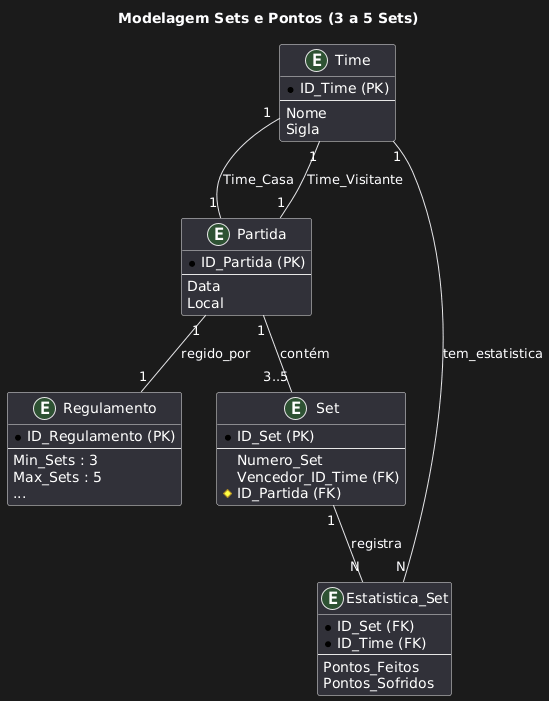 Modelagem Sets e Pontos (3 a 5 Sets)
E Time
ID_Time (PK)
Nome
Sigla
1
1
1
Time_Casa
Time_Visitante
1
1
E Partida
ID_Partida (PK)
Data
Local
1
1
regido_por
contém
tem_estatistica
1
3..5
E Regulamento
ID_Regulamento (PK)
Min_Sets : 3
Max_Sets : 5
...
E Set
ID_Set (PK)
Numero_Set
Vencedor_ID_Time (FK)
ID_Partida (FK)
1
registra
N
N
E Estatistica_Set
ID_Set (FK)
ID_Time (FK)
Pontos_Feitos
Pontos_Sofridos